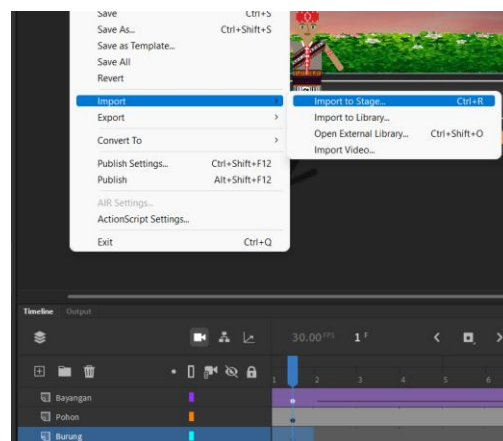 Save Ctrl+S
Save As... Ctrl+Shift+S
Save as Template...
Save All
Revert
Import >
Export >
Convert To >
Publish Settings... Ctrl+Shift+F12
Publish Alt+Shift+F12
AIR Settings...
ActionScript Settings...
Exit Ctrl+Q
Import to Stage... Ctrl+R
Import to Library...
Open External Library... Ctrl+Shift+O
Import Video...
Timeline Output
30.00 FPS 1 F
1 2 3 4 5 6
Bayangan
Pohon
Burung